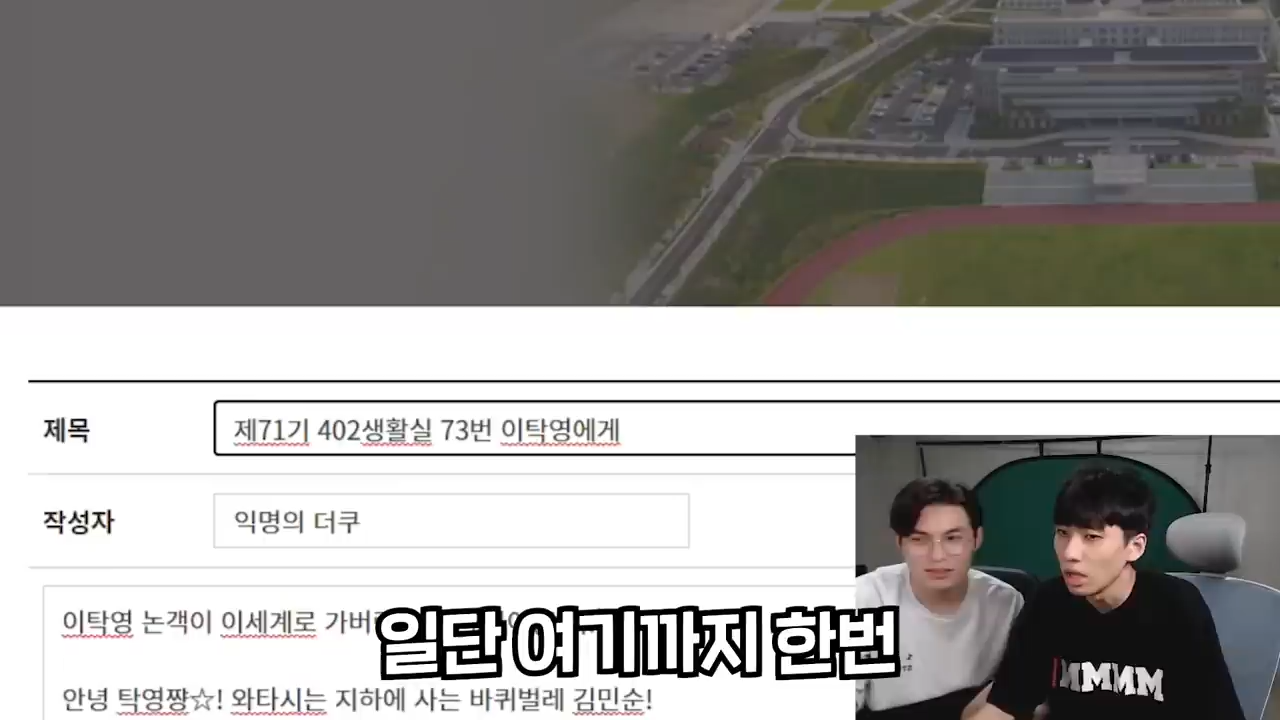 제목
제71기 402생활실 73번 이탁영에게
작성자
익명의 더쿠
이탁영 논객이 이세계로
일단 여기까지 한번
안녕 탁영쨩☆! 와타시는 지하에 사는 바퀴벌레 김민순!
MMMM